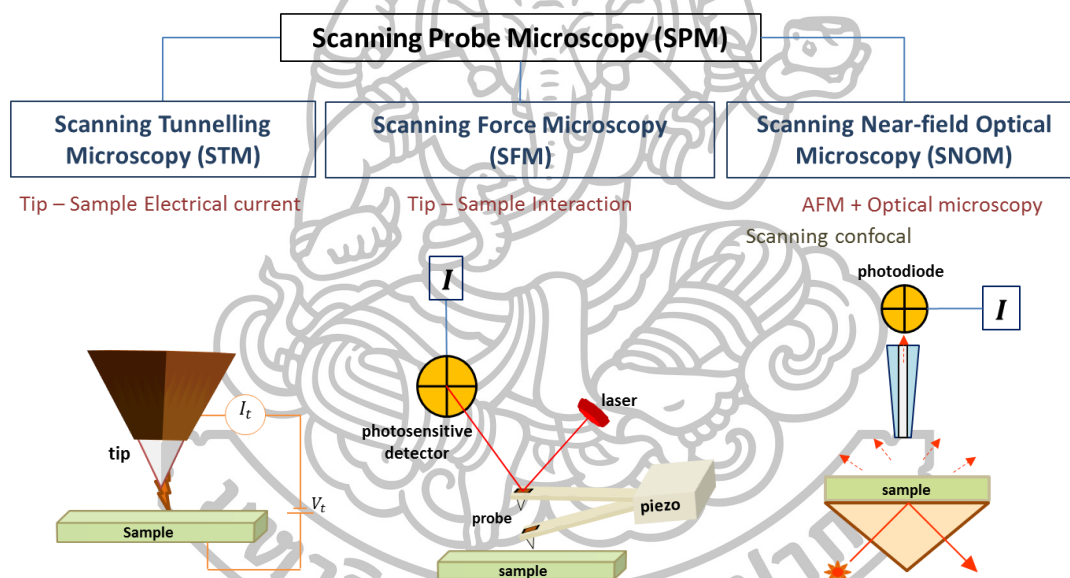 Scanning Probe Microscopy (SPM)
Scanning Tunnelling
Microscopy (STM)
Scanning Force Microscopy
(SFM)
Scanning Near-field Optical
Microscopy (SNOM)
Tip – Sample Electrical current
Tip – Sample Interaction
AFM + Optical microscopy
Scanning confocal
I_t
tip
V_t
Sample
I
photosensitive
detector
laser
probe
piezo
sample
photodiode
I
sample